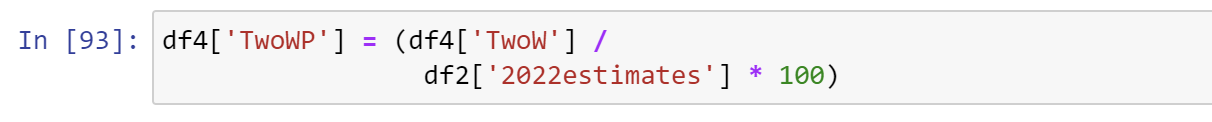 In [93]: df4['TwoWP'] = (df4['TwoW'] /
df2['2022estimates'] * 100)